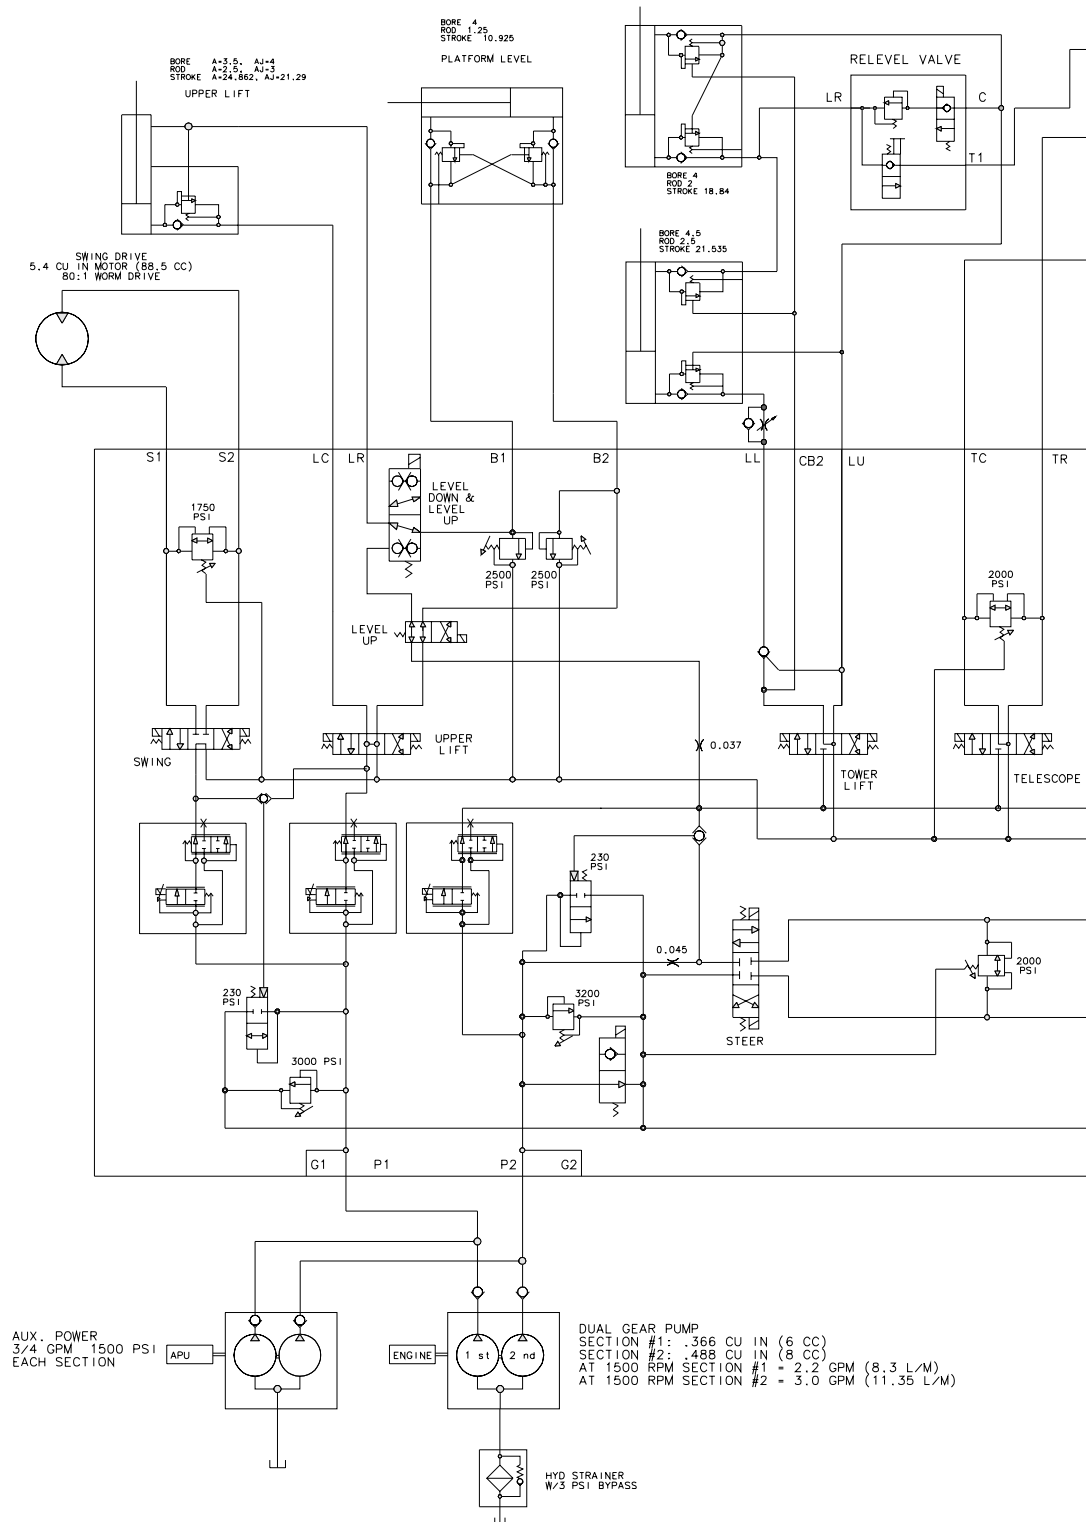 BORE 4
ROD 1.25
STROKE 10.925
PLATFORM LEVEL
BORE A=3.5, AJ=4
ROD A=2.5, AJ=3
STROKE A=24.862, AJ=21.29
UPPER LIFT
RELEVEL VALVE
LR
C
T1
BORE 4
ROD 2
STROKE 18.84
BORE 4.5
ROD 2.5
STROKE 21.535
SWING DRIVE
5.4 CU IN MOTOR (88.5 CC)
80:1 WORM DRIVE
S1
S2
LC
LR
B1
B2
LL
CB2
LU
TC
TR
LEVEL
DOWN &
LEVEL
UP
1750
PSI
2500
PSI
2500
PSI
2000
PSI
LEVEL
UP
SWING
UPPER
LIFT
0.037
TOWER
LIFT
TELESCOPE
230
PSI
0.045
2000
PSI
230
PSI
3200
PSI
STEER
3000 PSI
G1
P1
P2
G2
AUX. POWER
3/4 GPM 1500 PSI
EACH SECTION
APU
ENGINE
1 st
2 nd
DUAL GEAR PUMP
SECTION #1: .366 CU IN (6 CC)
SECTION #2: .488 CU IN (8 CC)
AT 1500 RPM SECTION #1 = 2.2 GPM (8.3 L/M)
AT 1500 RPM SECTION #2 = 3.0 GPM (11.35 L/M)
HYD STRAINER
W/3 PSI BYPASS